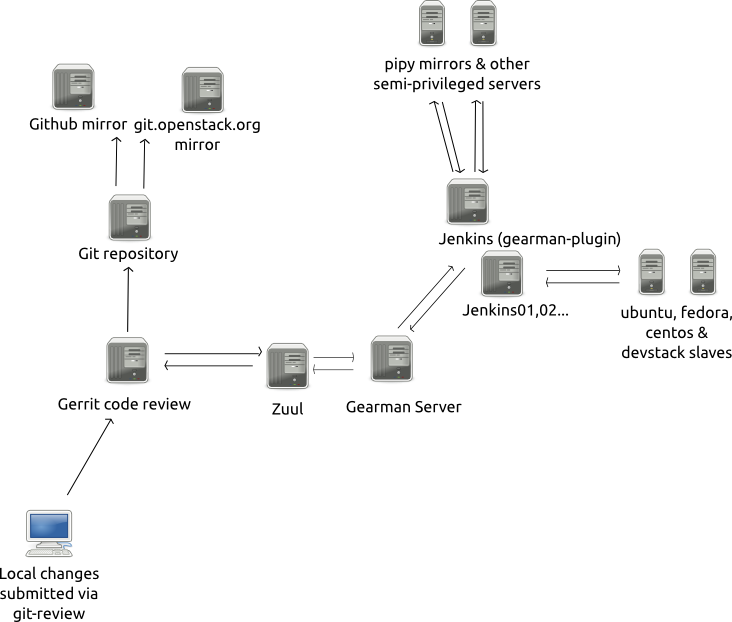 pipy mirrors & other
semi-privileged servers
Github mirror
git.openstack.org
mirror
Jenkins (gearman-plugin)
Git repository
Jenkins01,02...
ubuntu, fedora,
centos &
devstack slaves
Gerrit code review
Zuul
Gearman Server
Local changes
submitted via
git-review